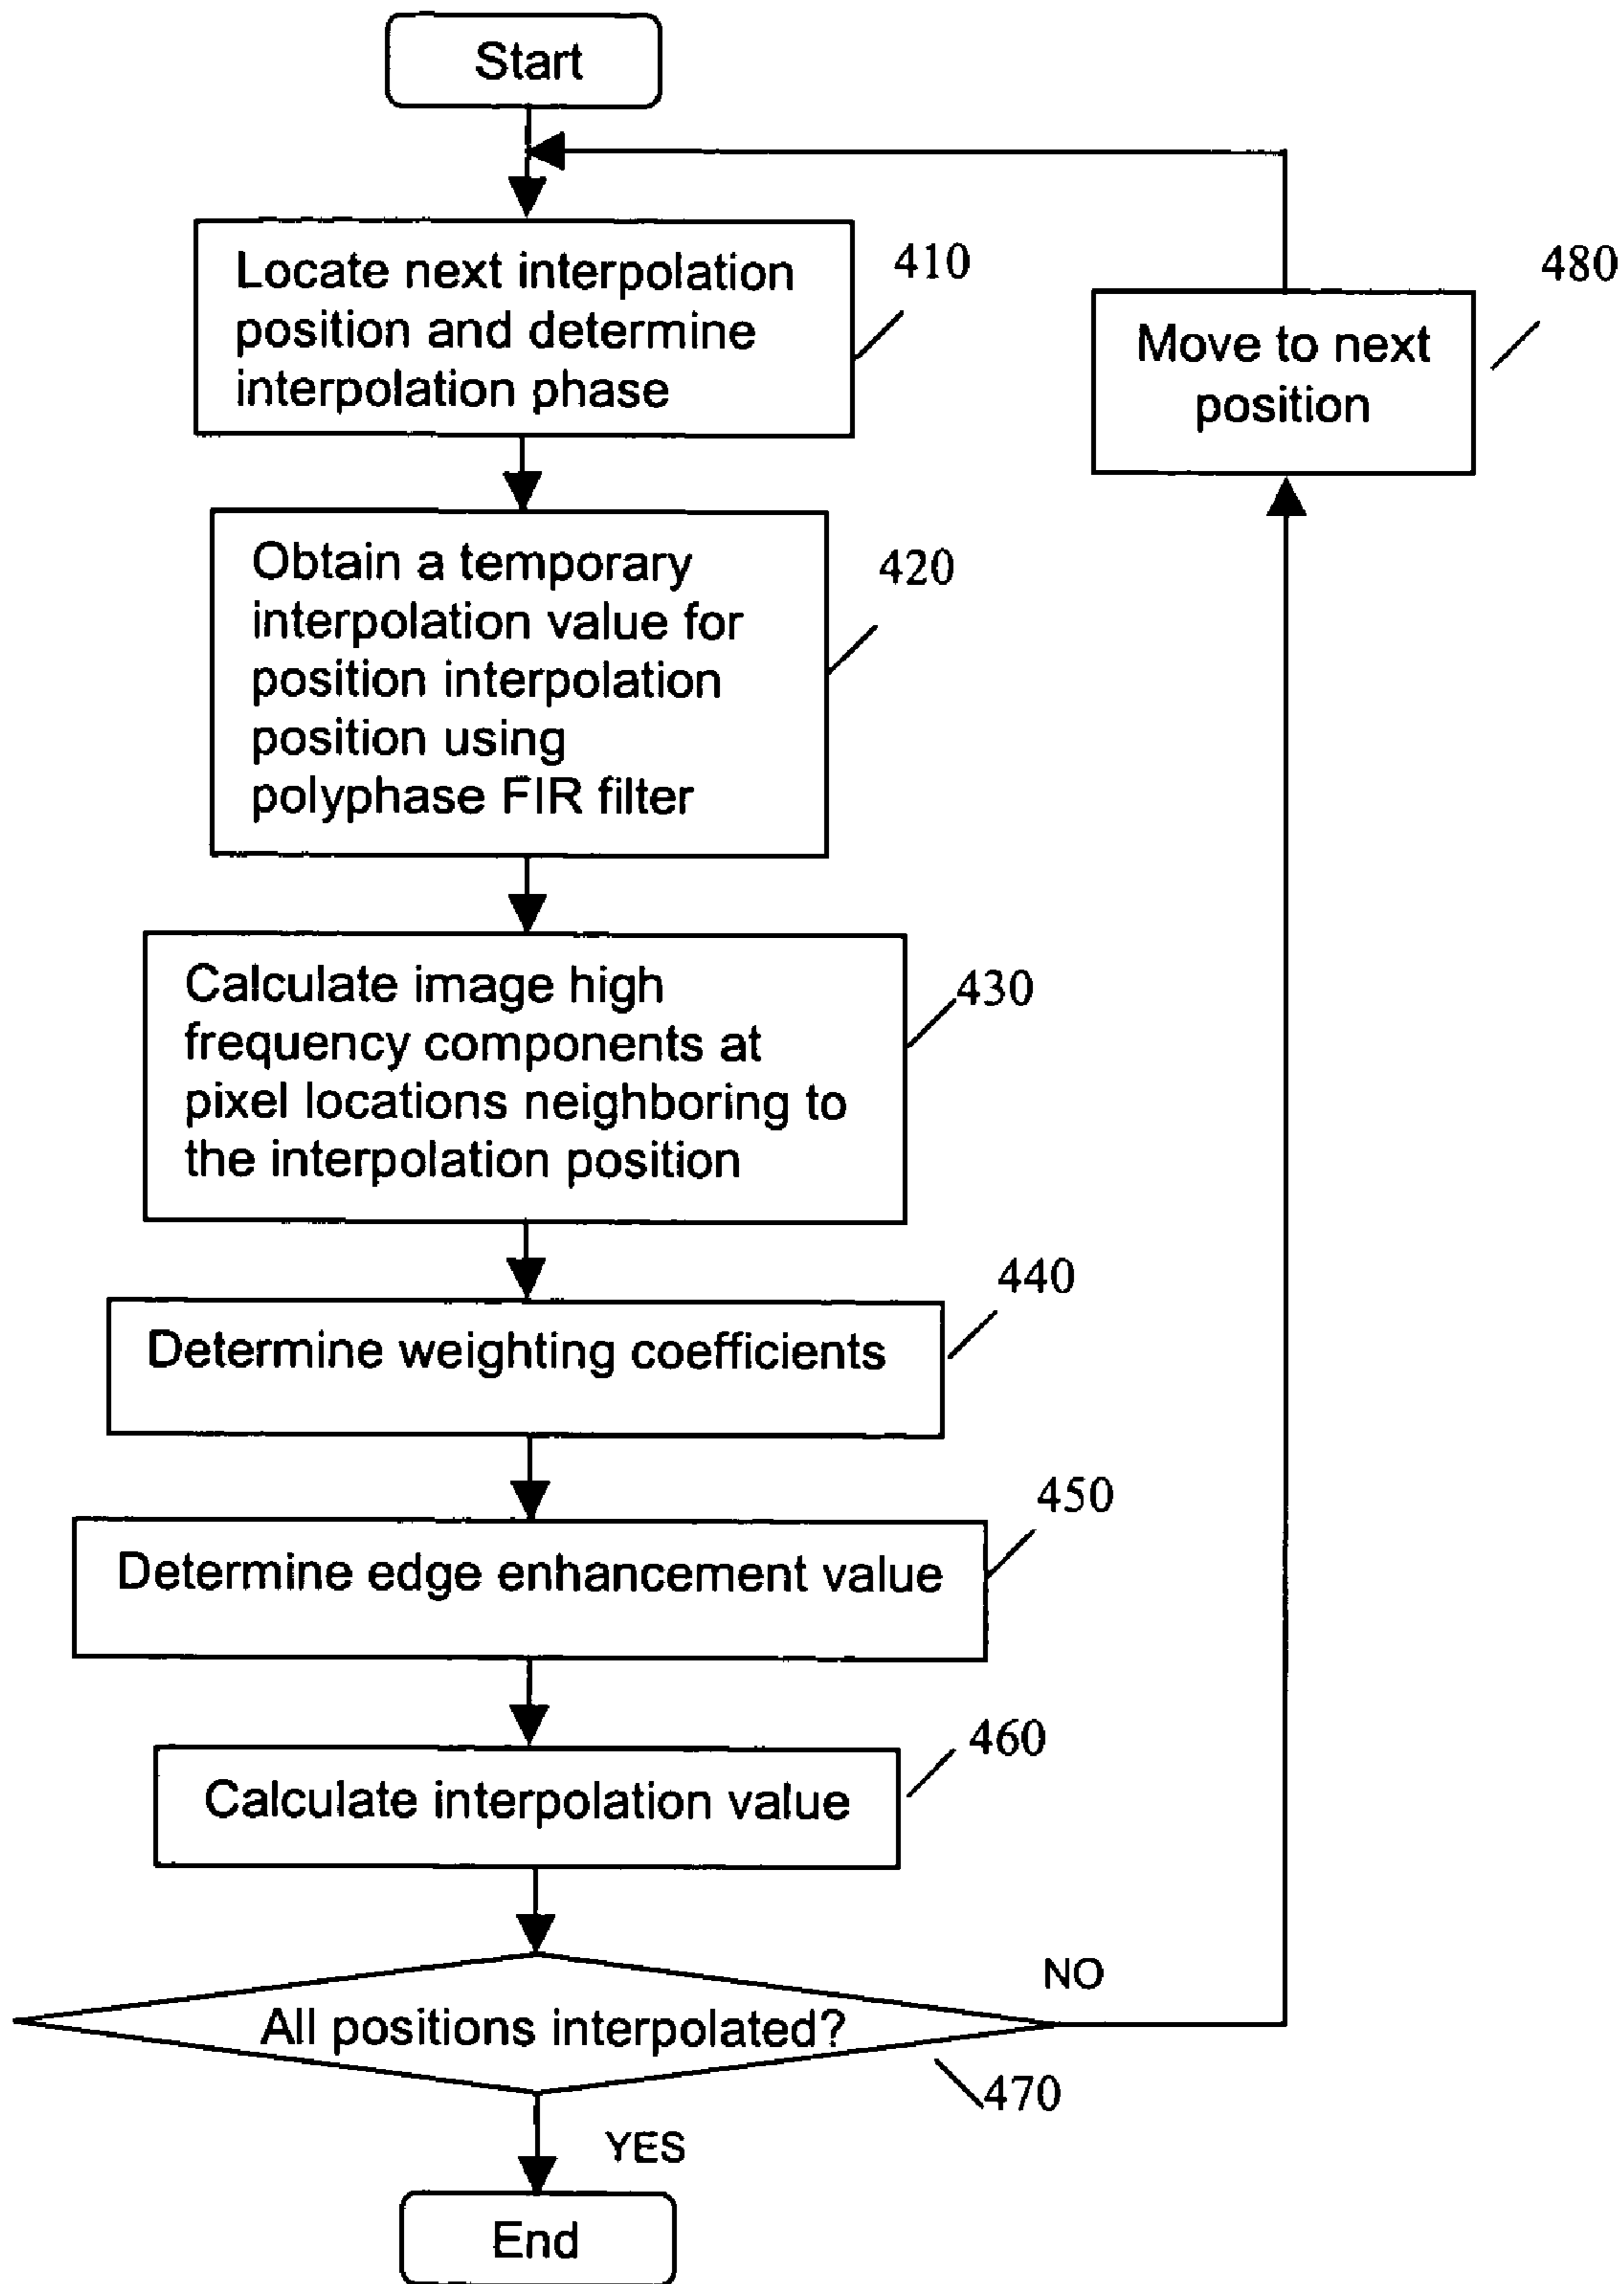 Start
Locate next interpolation
position and determine
interpolation phase
410
Move to next
position
480
Obtain a temporary
interpolation value for
position interpolation
position using
polyphase FIR filter
420
Calculate image high
frequency components at
pixel locations neighboring to
the interpolation position
430
Determine weighting coefficients
440
Determine edge enhancement value
450
Calculate interpolation value
460
All positions interpolated?
NO
470
YES
End